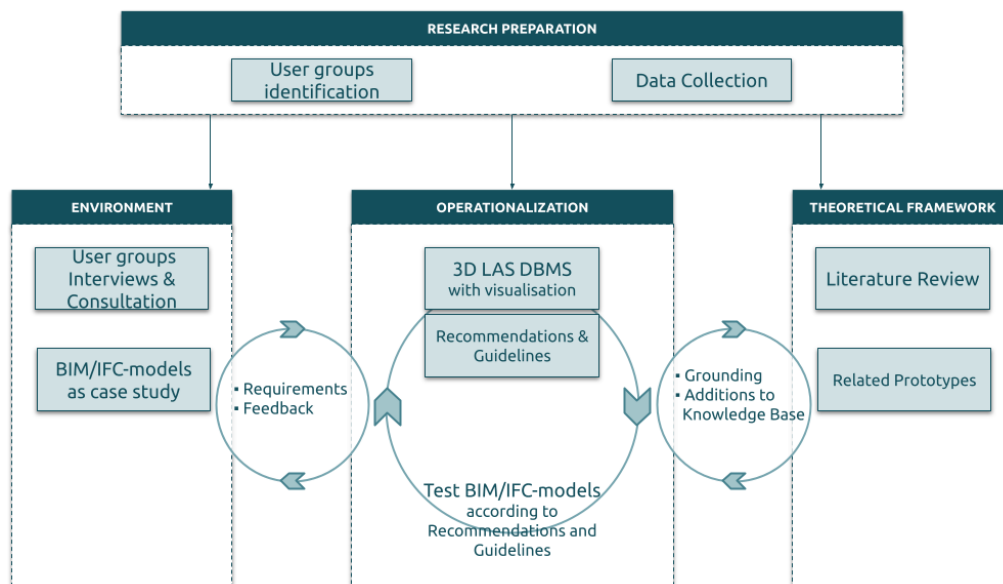 RESEARCH PREPARATION
User groups
identification
Data Collection
ENVIRONMENT
User groups
Interviews &
Consultation
BIM/IFC-models
as case study
▪ Requirements
▪ Feedback
OPERATIONALIZATION
3D LAS DBMS
with visualisation
Recommendations &
Guidelines
Test BIM/IFC-models
according to
Recommendations and
Guidelines
▪ Grounding
▪ Additions to
Knowledge Base
THEORETICAL FRAMEWORK
Literature Review
Related Prototypes